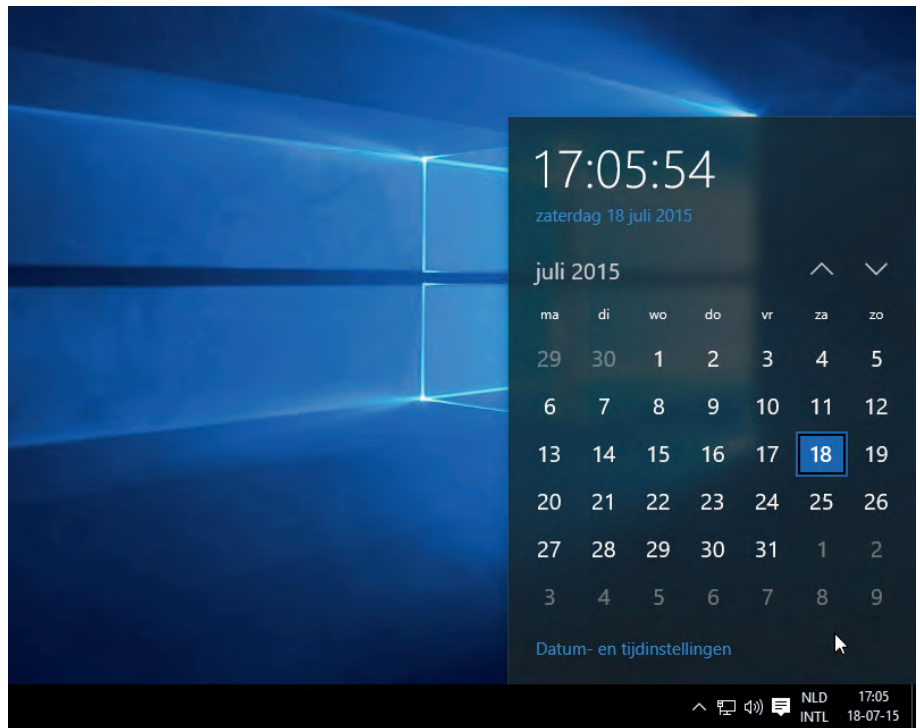 17:05:54
zaterdag 18 juli 2015
juli 2015
ma di wo do vr za zo
29 30 1 2 3 4 5
6 7 8 9 10 11 12
13 14 15 16 17 18 19
20 21 22 23 24 25 26
27 28 29 30 31 1 2
3 4 5 6 7 8 9
Datum- en tijdinstellingen
NLD 17:05
INTL 18-07-15